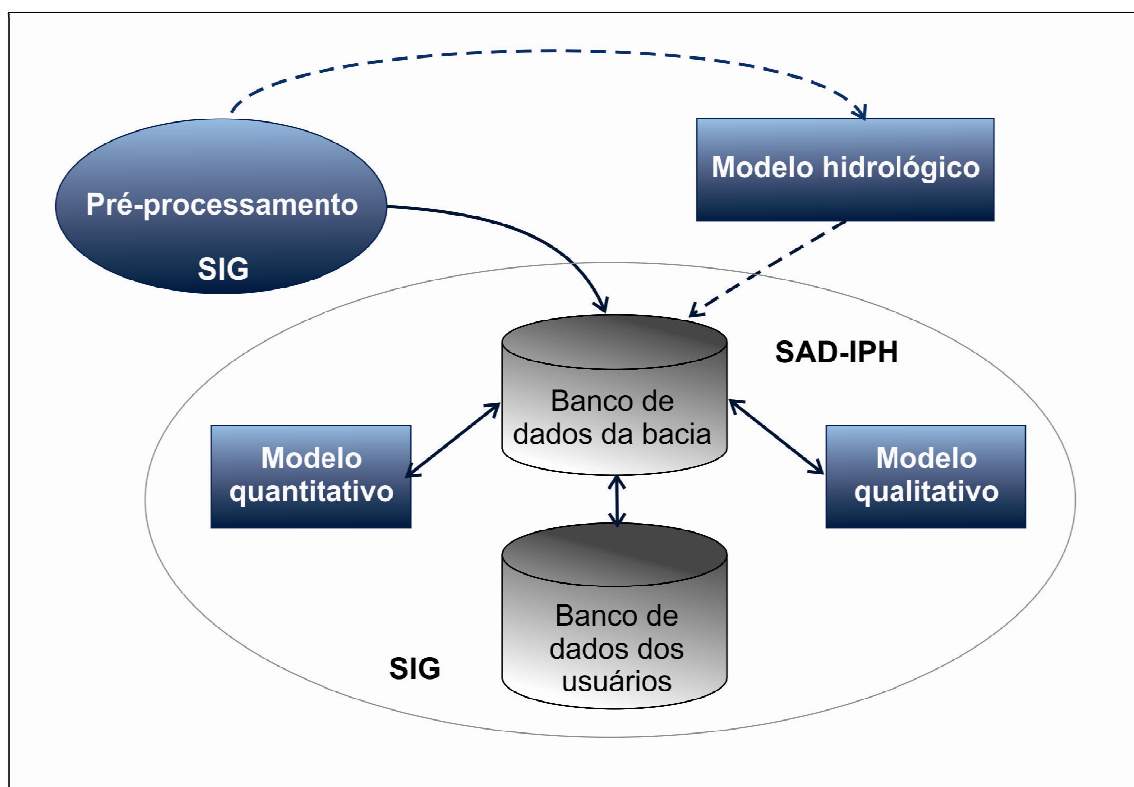 Modelo hidrológico
Pré-processamento
SIG
SAD-IPH
Banco de
dados da bacia
Modelo
quantitativo
Modelo
qualitativo
Banco de
dados dos
usuários
SIG